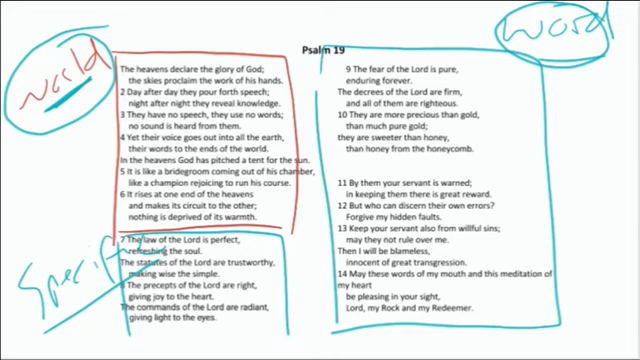 world
word
Psalm 19
The heavens declare the glory of God;
the skies proclaim the work of his hands.
2 Day after day they pour forth speech;
night after night they reveal knowledge.
3 They have no speech, they use no words;
no sound is heard from them.
4 Yet their voice goes out into all the earth,
their words to the ends of the world.
In the heavens God has pitched a tent for the sun.
5 It is like a bridegroom coming out of his chamber,
like a champion rejoicing to run his course.
6 It rises at one end of the heavens
and makes its circuit to the other;
nothing is deprived of its warmth.
7 The law of the Lord is perfect,
refreshing the soul.
The statutes of the Lord are trustworthy,
making wise the simple.
The precepts of the Lord are right,
giving joy to the heart.
The commands of the Lord are radiant,
giving light to the eyes.
9 The fear of the Lord is pure,
enduring forever.
The decrees of the Lord are firm,
and all of them are righteous.
10 They are more precious than gold,
than much pure gold;
they are sweeter than honey,
than honey from the honeycomb.
11 By them your servant is warned;
in keeping them there is great reward.
12 But who can discern their own errors?
Forgive my hidden faults.
13 Keep your servant also from willful sins;
may they not rule over me.
Then I will be blameless,
innocent of great transgression.
14 May these words of my mouth and this meditation of
my heart
be pleasing in your sight,
Lord, my Rock and my Redeemer.